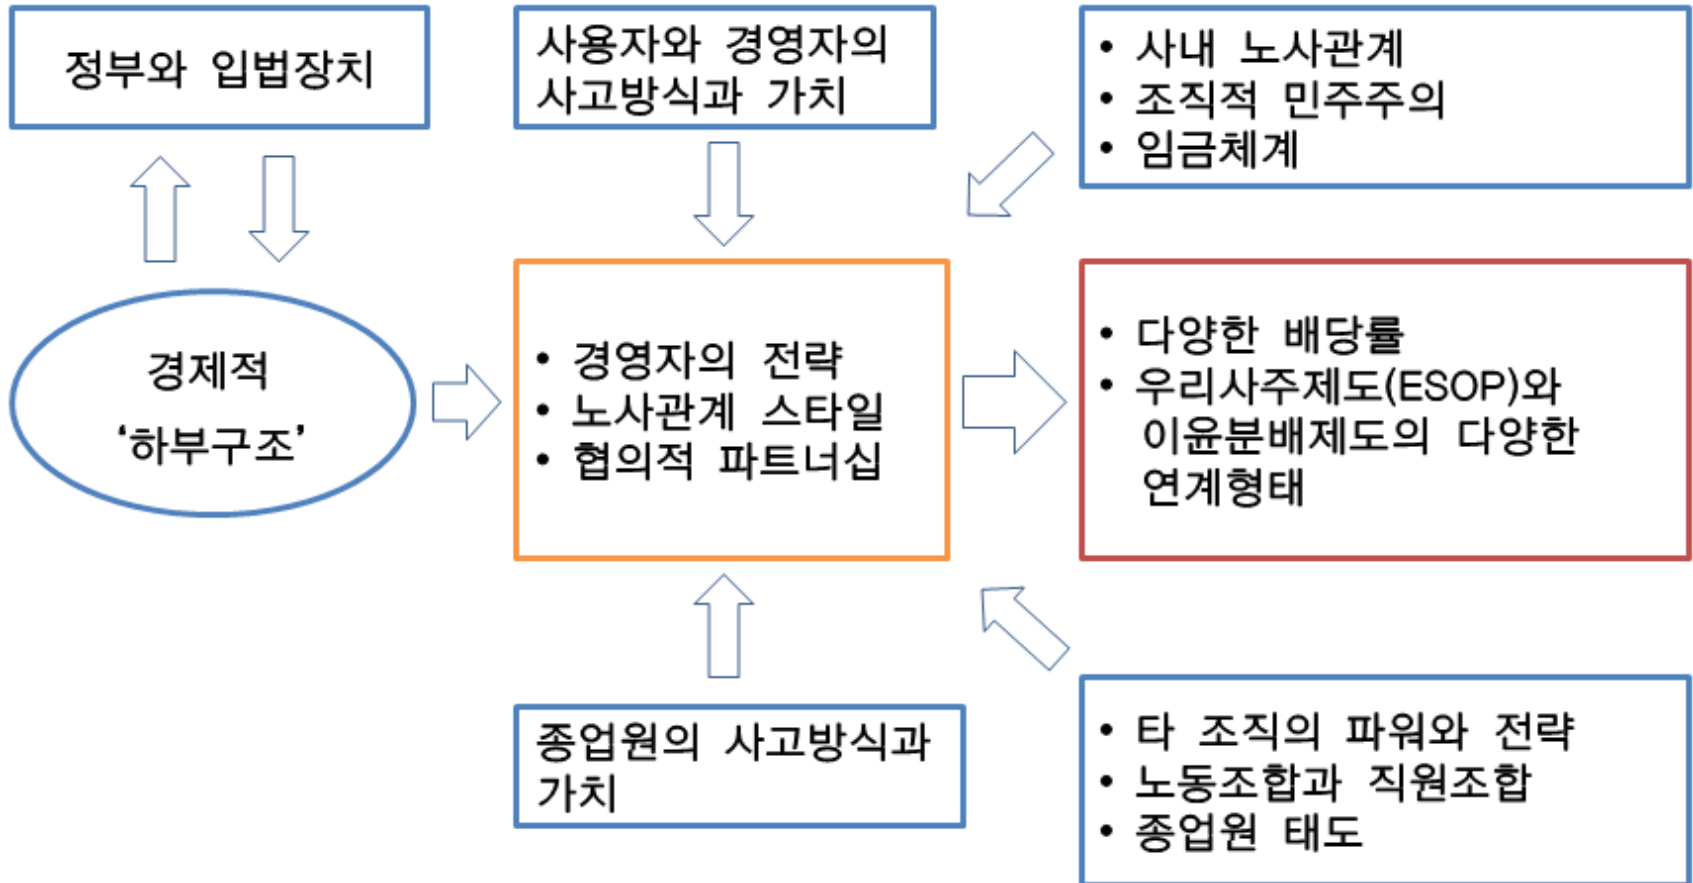 정부와 입법장치
사용자와 경영자의
사고방식과 가치
• 사내 노사관계
• 조직적 민주주의
• 임금체계
경제적
‘하부구조’
• 경영자의 전략
• 노사관계 스타일
• 협의적 파트너십
• 다양한 배당률
• 우리사주제도(ESOP)와
이윤분배제도의 다양한
연계형태
종업원의 사고방식과
가치
• 타 조직의 파워와 전략
• 노동조합과 직원조합
• 종업원 태도